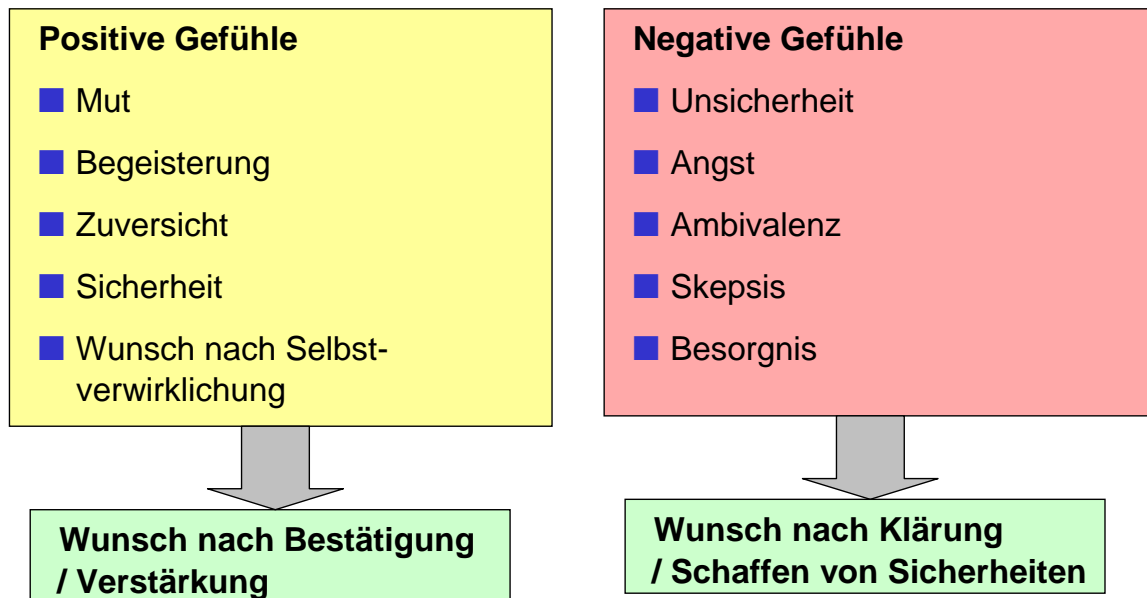 Positive Gefühle
Mut
Begeisterung
Zuversicht
Sicherheit
Wunsch nach Selbst-
verwirklichung
Wunsch nach Bestätigung
/ Verstärkung
Negative Gefühle
Unsicherheit
Angst
Ambivalenz
Skepsis
Besorgnis
Wunsch nach Klärung
/ Schaffen von Sicherheiten